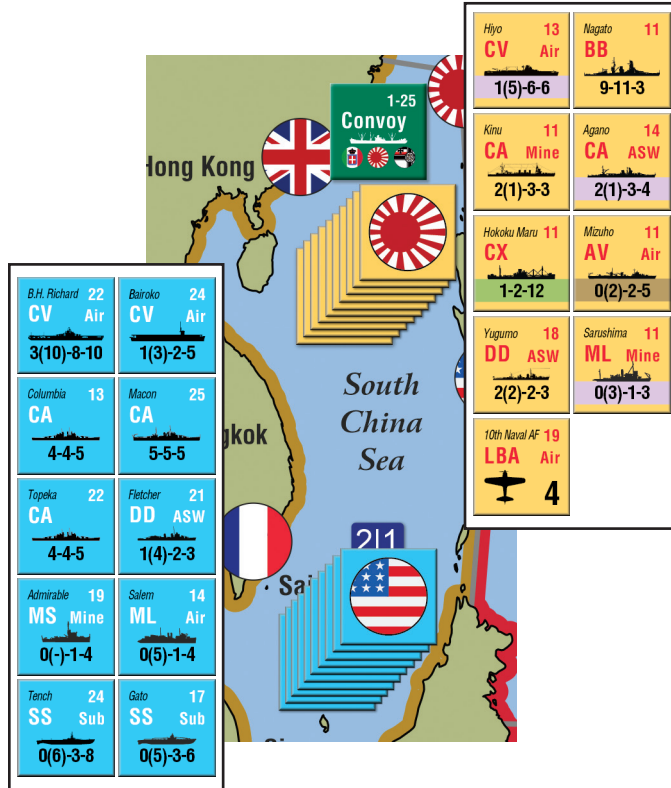 B.H. Richard 22
CV Air
3(10)-8-10
Bairoko 24
CV Air
1(3)-2-5
Columbia 13
CA
4-4-5
Macon 25
CA
5-5-5
Topeka 22
CA
4-4-5
Fletcher 21
DD ASW
1(4)-2-3
Admirable 19
MS Mine
0(-)-1-4
Salem 14
ML Air
0(5)-1-4
Tench 24
SS Sub
0(6)-3-8
Gato 17
SS Sub
0(5)-3-6
1-25
Convoy
Hong Kong
South
China
Sea
gkok
2|1
Sai
Hiyo 13
CV Air
1(5)-6-6
Nagato 11
BB
9-11-3
Kinu 11
CA Mine
2(1)-3-3
Agano 14
CA ASW
2(1)-3-4
Hokoku Maru 11
CX
1-2-12
Mizuho 11
AV Air
0(2)-2-5
Yugumo 18
DD ASW
2(2)-2-3
Sarushima 11
ML Mine
0(3)-1-3
10th Naval AF 19
LBA Air
4